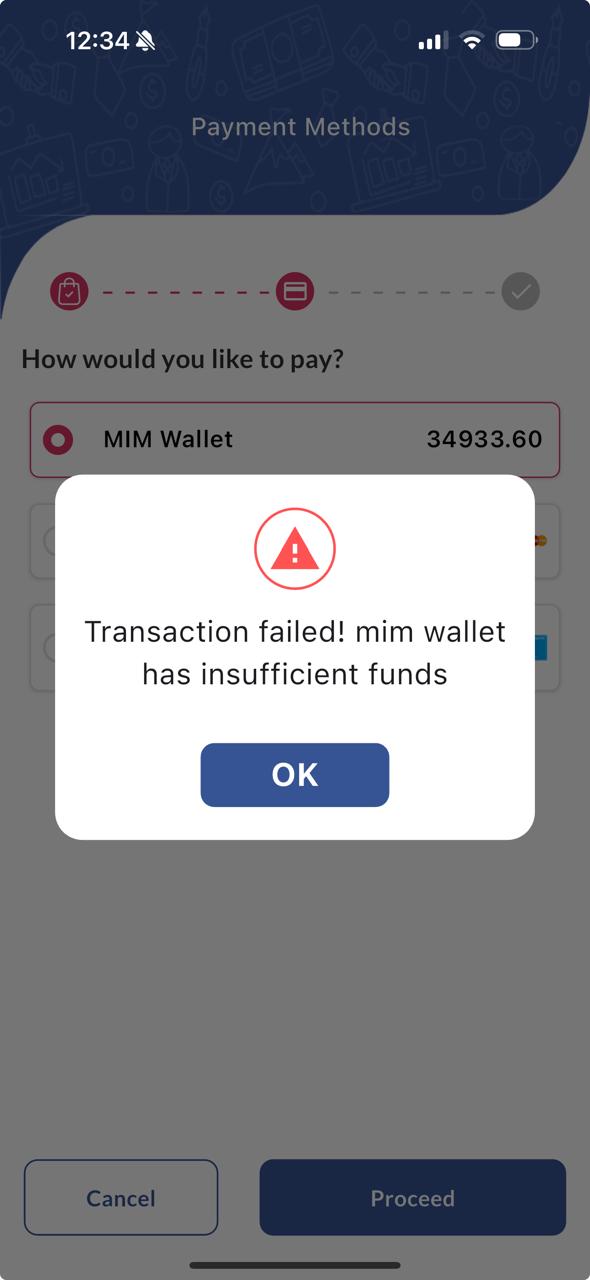 12:34
Payment Methods
How would you like to pay?
MIM Wallet 34933.60
Transaction failed! mim wallet
has insufficient funds
OK
Cancel Proceed